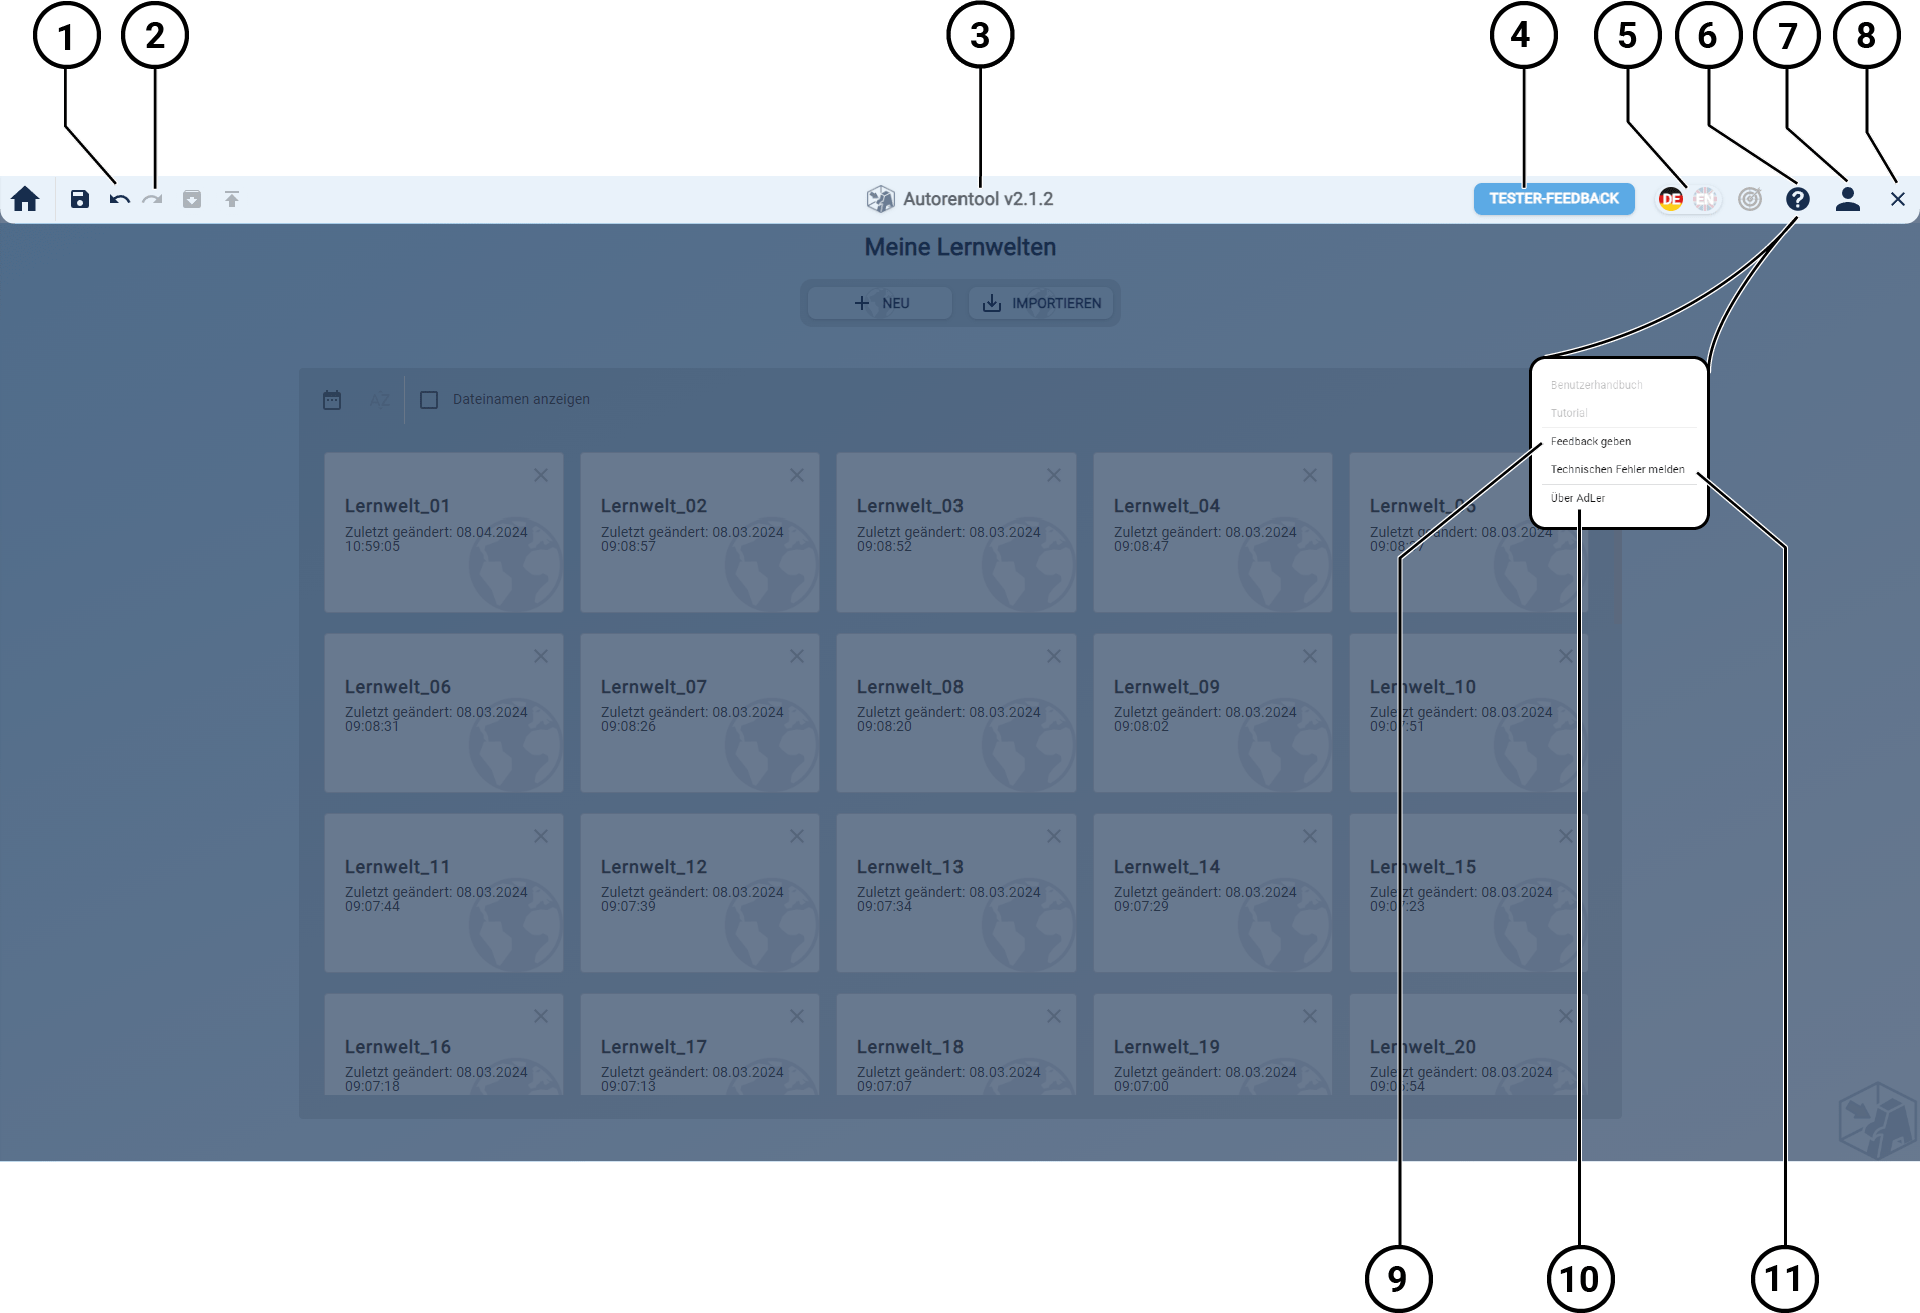 1 2 3 4 5 6 7 8
Autorentool v2.1.2 TESTER-FEEDBACK DE EN ?
Meine Lernwelten
NEU IMPORTIEREN
AZ Dateinamen anzeigen
Benutzerhandbuch
Tutorial
Feedback geben
Technischen Fehler melden
Über AdLer
Lernwelt_01
Zuletzt geändert: 08.04.2024
10:59:05
Lernwelt_02
Zuletzt geändert: 08.03.2024
09:08:57
Lernwelt_03
Zuletzt geändert: 08.03.2024
09:08:52
Lernwelt_04
Zuletzt geändert: 08.03.2024
09:08:47
Lernwelt_05
Zuletzt geändert: 08.03.2024
Lernwelt_06
Zuletzt geändert: 08.03.2024
09:08:31
Lernwelt_07
Zuletzt geändert: 08.03.2024
09:08:26
Lernwelt_08
Zuletzt geändert: 08.03.2024
09:08:20
Lernwelt_09
Zuletzt geändert: 08.03.2024
09:08:02
Lernwelt_10
Zuletzt geändert: 08.03.2024
09:07:51
Lernwelt_11
Zuletzt geändert: 08.03.2024
09:07:44
Lernwelt_12
Zuletzt geändert: 08.03.2024
09:07:39
Lernwelt_13
Zuletzt geändert: 08.03.2024
09:07:34
Lernwelt_14
Zuletzt geändert: 08.03.2024
09:07:29
Lernwelt_15
Zuletzt geändert: 08.03.2024
09:07:23
Lernwelt_16
Zuletzt geändert: 08.03.2024
09:07:18
Lernwelt_17
Zuletzt geändert: 08.03.2024
09:07:13
Lernwelt_18
Zuletzt geändert: 08.03.2024
09:07:07
Lernwelt_19
Zuletzt geändert: 08.03.2024
09:07:00
Lernwelt_20
Zuletzt geändert: 08.03.2024
09:06:54
9 10 11